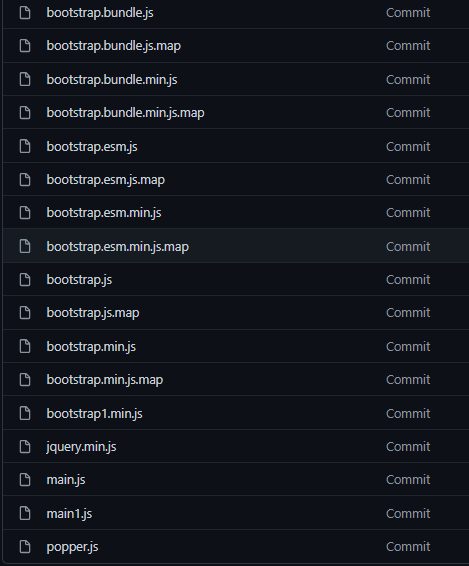 bootstrap.bundle.js Commit
bootstrap.bundle.js.map Commit
bootstrap.bundle.min.js Commit
bootstrap.bundle.min.js.map Commit
bootstrap.esm.js Commit
bootstrap.esm.js.map Commit
bootstrap.esm.min.js Commit
bootstrap.esm.min.js.map Commit
bootstrap.js Commit
bootstrap.js.map Commit
bootstrap.min.js Commit
bootstrap.min.js.map Commit
bootstrap1.min.js Commit
jquery.min.js Commit
main.js Commit
main1.js Commit
popper.js Commit